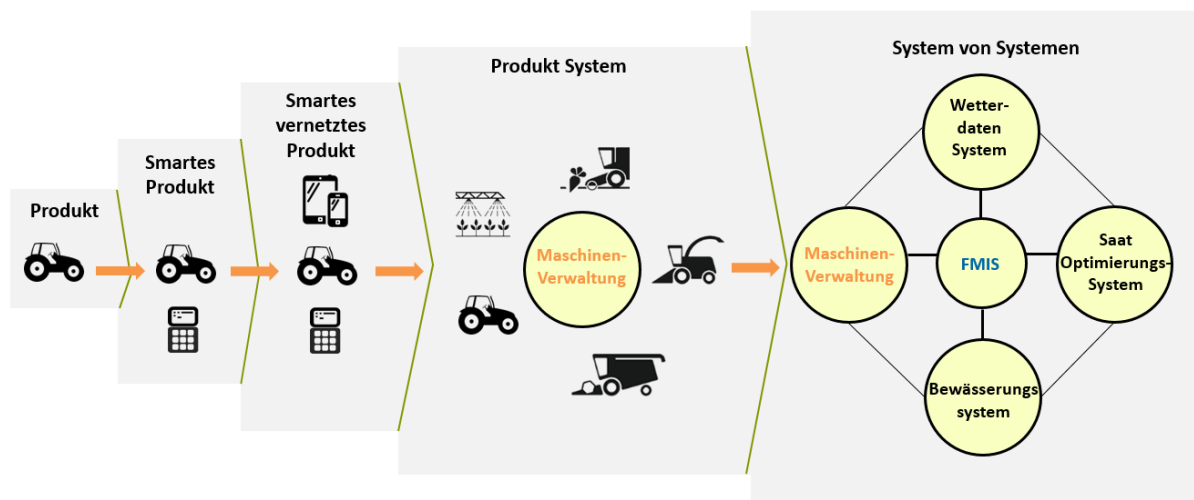 Produkt
Smartes
Produkt
Smartes
vernetztes
Produkt
Produkt System
Maschinen-
Verwaltung
System von Systemen
Wetter-
daten
System
Maschinen-
Verwaltung
FMIS
Saat
Optimierungs-
System
Bewässerungs
system